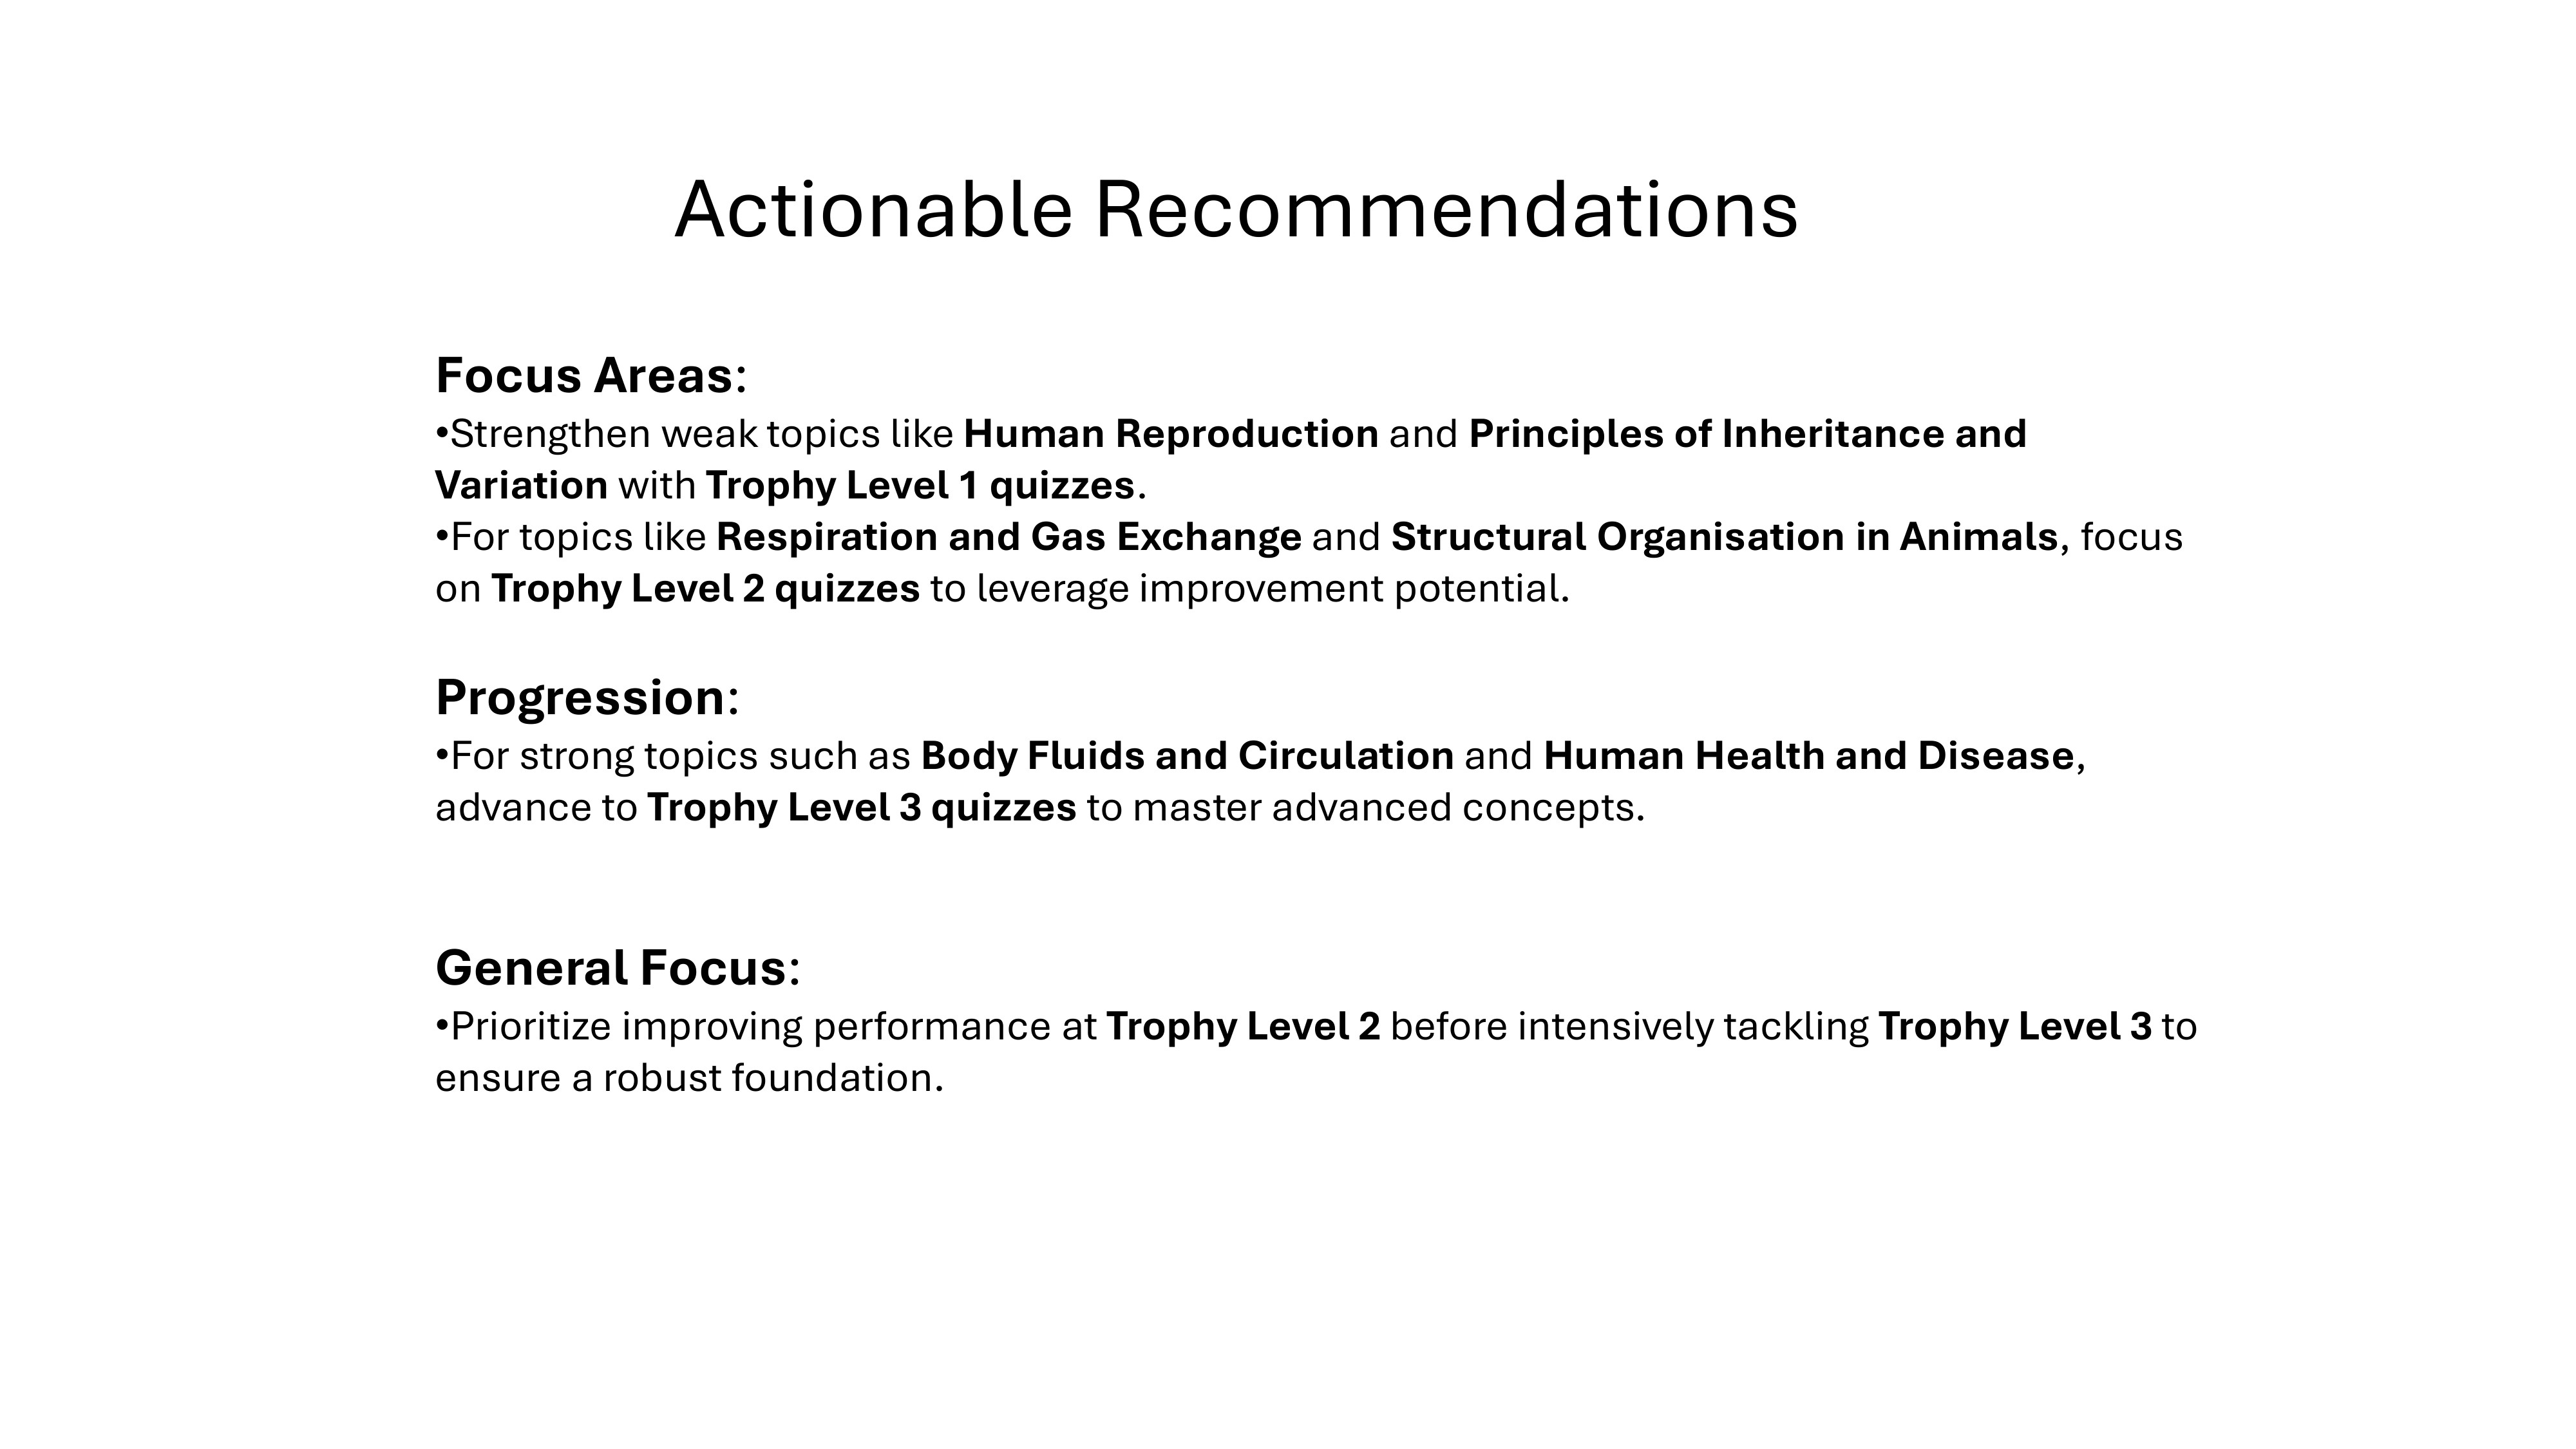 Actionable Recommendations
Focus Areas:
•Strengthen weak topics like Human Reproduction and Principles of Inheritance and
Variation with Trophy Level 1 quizzes.
•For topics like Respiration and Gas Exchange and Structural Organisation in Animals, focus
on Trophy Level 2 quizzes to leverage improvement potential.
Progression:
•For strong topics such as Body Fluids and Circulation and Human Health and Disease,
advance to Trophy Level 3 quizzes to master advanced concepts.
General Focus:
•Prioritize improving performance at Trophy Level 2 before intensively tackling Trophy Level 3 to
ensure a robust foundation.